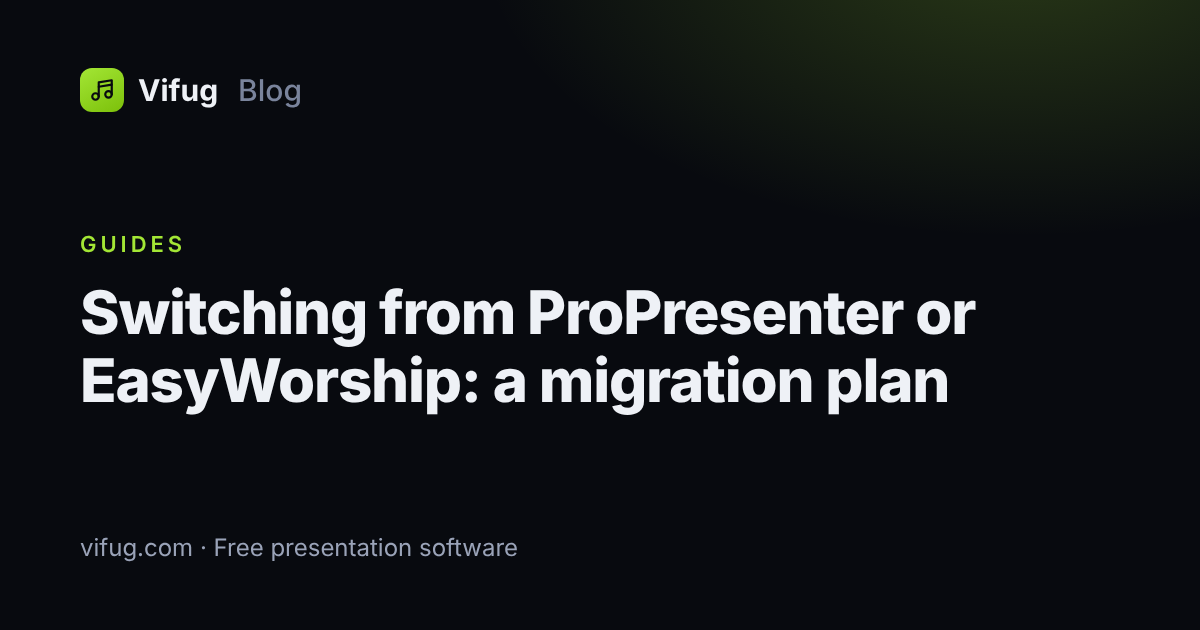 Vifug Blog
GUIDES
Switching from ProPresenter or
EasyWorship: a migration plan
vifug.com · Free presentation software